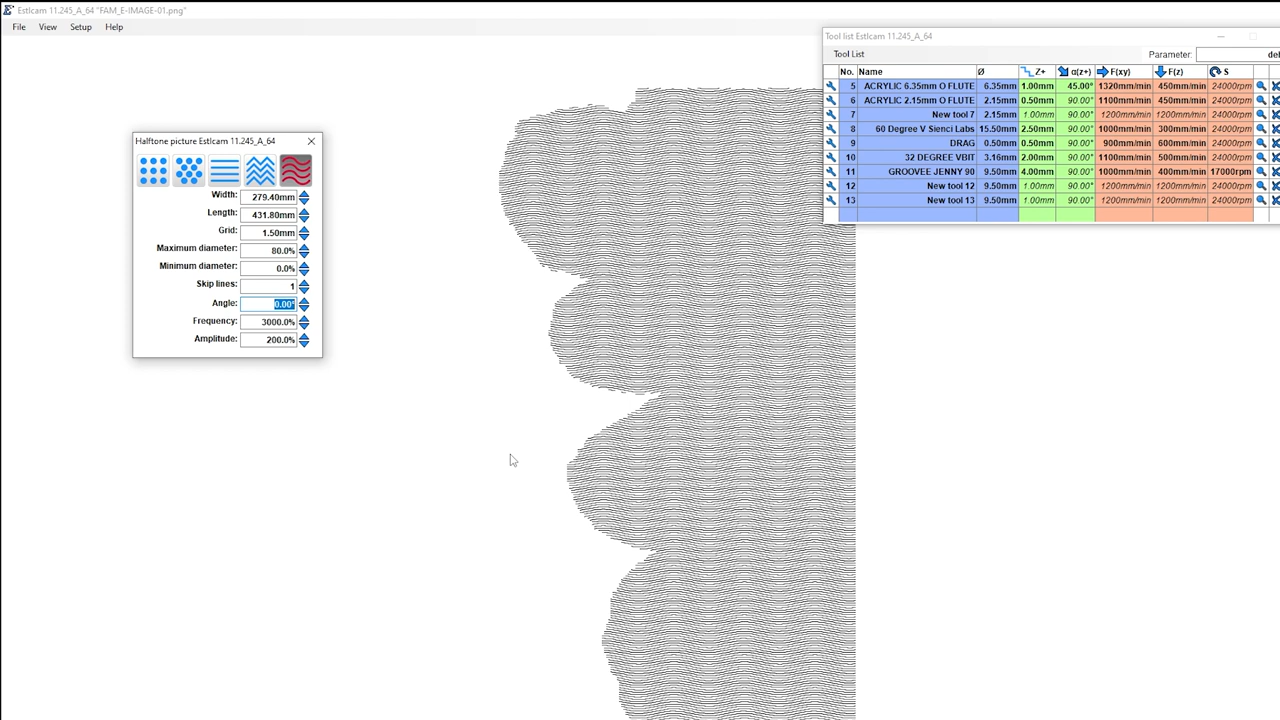 Estlcam 11.245_A_64 "FAM_E-IMAGE-01.png"
File View Setup Help
Tool list Estlcam 11.245_A_64
Tool List Parameter:
No. Name Ø Z+ α(z+) F(xy) F(z) S
5 ACRYLIC 6.35mm O FLUTE 6.35mm 1.00mm 45.00° 1320mm/min 450mm/min 24000rpm
6 ACRYLIC 2.15mm O FLUTE 2.15mm 0.50mm 90.00° 1100mm/min 450mm/min 24000rpm
7 New tool 7 2.15mm 1.00mm 90.00° 1200mm/min 1200mm/min 24000rpm
8 60 Degree V Sienci Labs 15.50mm 2.50mm 90.00° 1000mm/min 300mm/min 24000rpm
9 DRAG 0.50mm 0.50mm 90.00° 900mm/min 600mm/min 24000rpm
10 32 DEGREE VBIT 3.16mm 2.00mm 90.00° 1100mm/min 500mm/min 24000rpm
11 GROOVEE JENNY 90 9.50mm 4.00mm 90.00° 1000mm/min 400mm/min 17000rpm
12 New tool 12 9.50mm 1.00mm 90.00° 1200mm/min 1200mm/min 24000rpm
13 New tool 13 9.50mm 1.00mm 90.00° 1200mm/min 1200mm/min 24000rpm
Halftone picture Estlcam 11.245_A_64
Width: 279.40mm
Length: 431.80mm
Grid: 1.50mm
Maximum diameter: 80.0%
Minimum diameter: 0.0%
Skip lines: 1
Angle: 0.00°
Frequency: 3000.0%
Amplitude: 200.0%